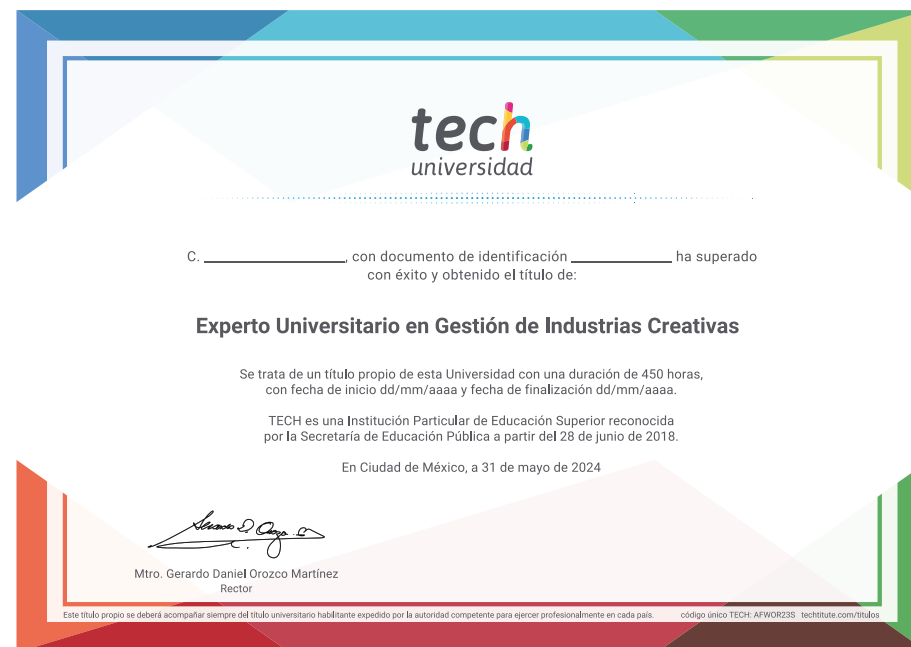 tech
universidad
C. ____________, con documento de identificación ____________ ha superado
con éxito y obtenido el título de:
Experto Universitario en Gestión de Industrias Creativas
Se trata de un título propio de esta Universidad con una duración de 450 horas,
con fecha de inicio dd/mm/aaaa y fecha de finalización dd/mm/aaaa.
TECH es una Institución Particular de Educación Superior reconocida
por la Secretaría de Educación Pública a partir del 28 de junio de 2018.
En Ciudad de México, a 31 de mayo de 2024
Mtro. Gerardo Daniel Orozco Martínez
Rector
Este título propio se deberá acompañar siempre del título universitario habilitante expedido por la autoridad competente para ejercer profesionalmente en cada país. código único TECH: AFWOR23S techtitute.com/titulos